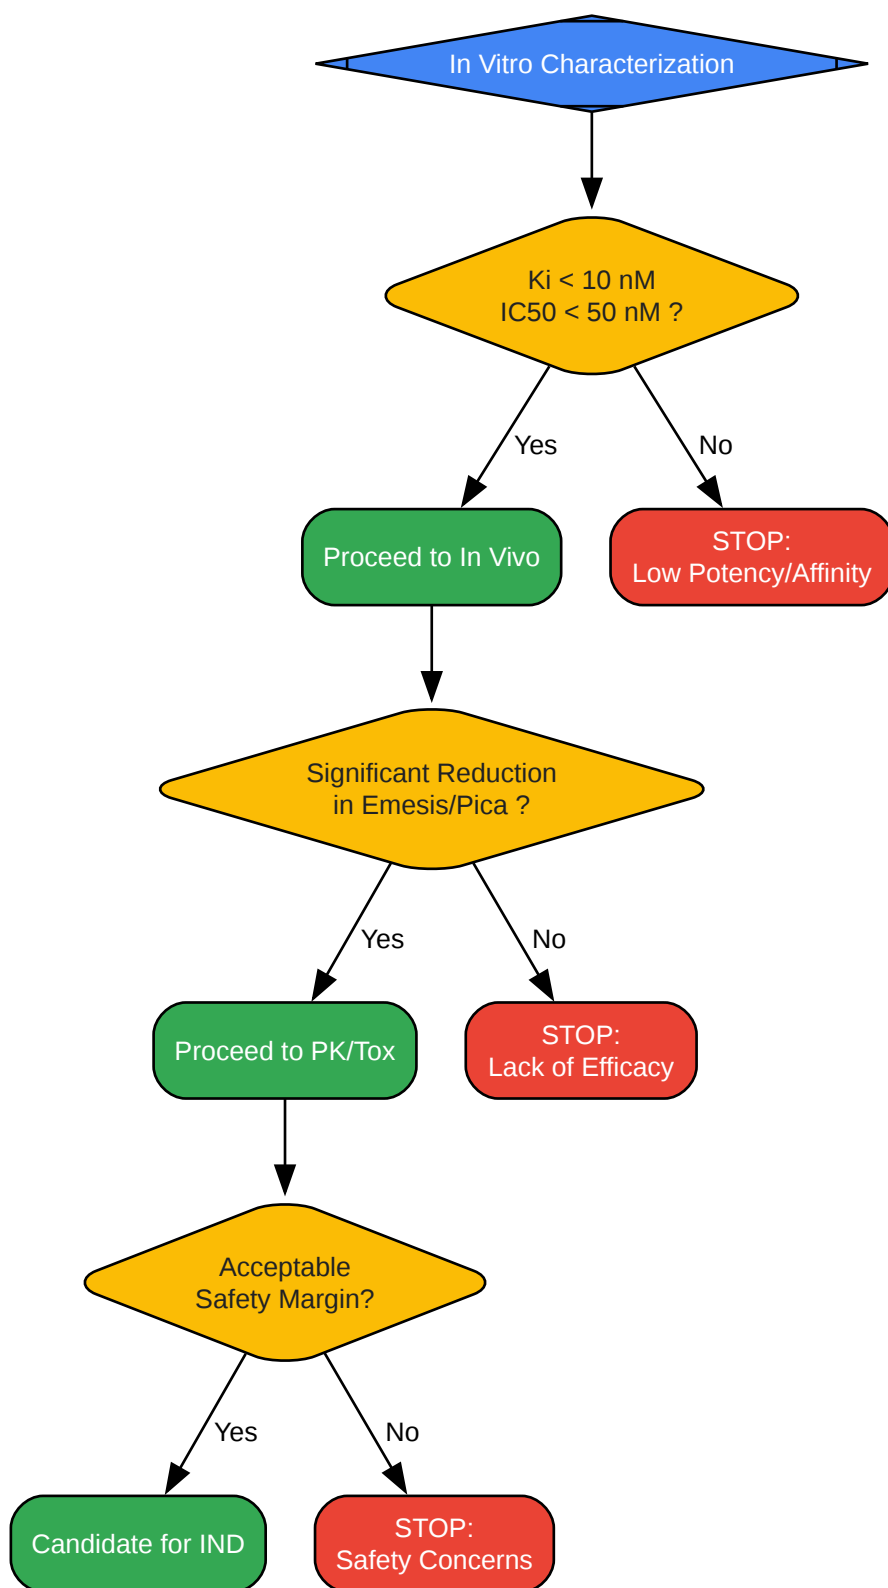 In Vitro Characterization
Ki < 10 nM
IC50 < 50 nM ?
Yes
No
Proceed to In Vivo
STOP:
Low Potency/Affinity
Significant Reduction
in Emesis/Pica ?
Yes
No
Proceed to PK/Tox
STOP:
Lack of Efficacy
Acceptable
Safety Margin?
Yes
No
Candidate for IND
STOP:
Safety Concerns